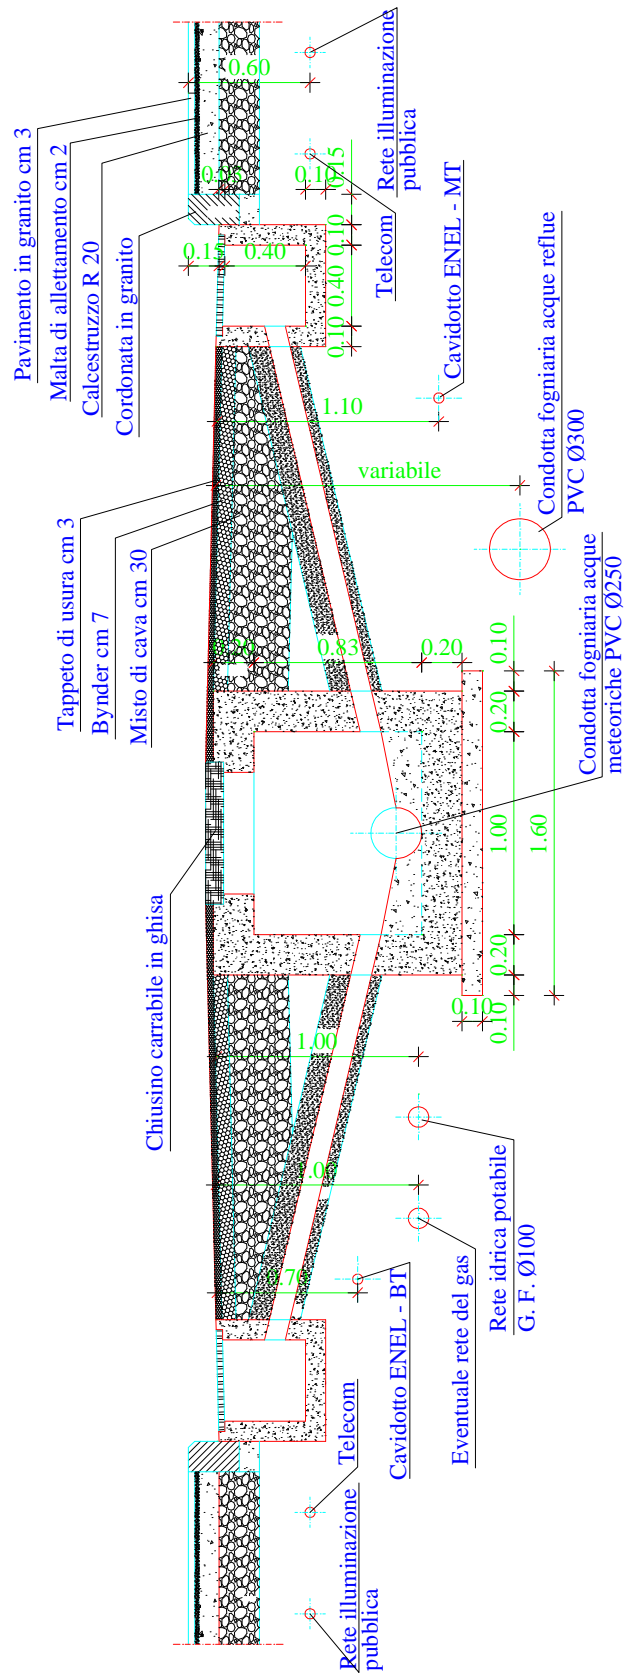 Pavimento in granito cm 3
Malta di allettamento cm 2
Calcestruzzo R 20
Cordonata in granito
Tappeto di usura cm 3
Bynder cm 7
Misto di cava cm 30
Chiusino carrabile in ghisa
Rete illuminazione
pubblica
Telecom
Cavidotto ENEL - MT
Condotta fogniaria acque reflue
PVC Ø300
Condotta fogniaria acque
meteoriche PVC Ø250
Rete idrica potabile
G. F. Ø100
Eventuale rete del gas
Cavidotto ENEL - BT
Telecom
Rete illuminazione
pubblica
0.60
0.10
0.15
0.15
0.40
0.10
0.40
0.10
1.10
variabile
0.83
0.20
0.10
0.20
1.00
1.60
0.20
0.10
0.10
1.00
1.00
0.70